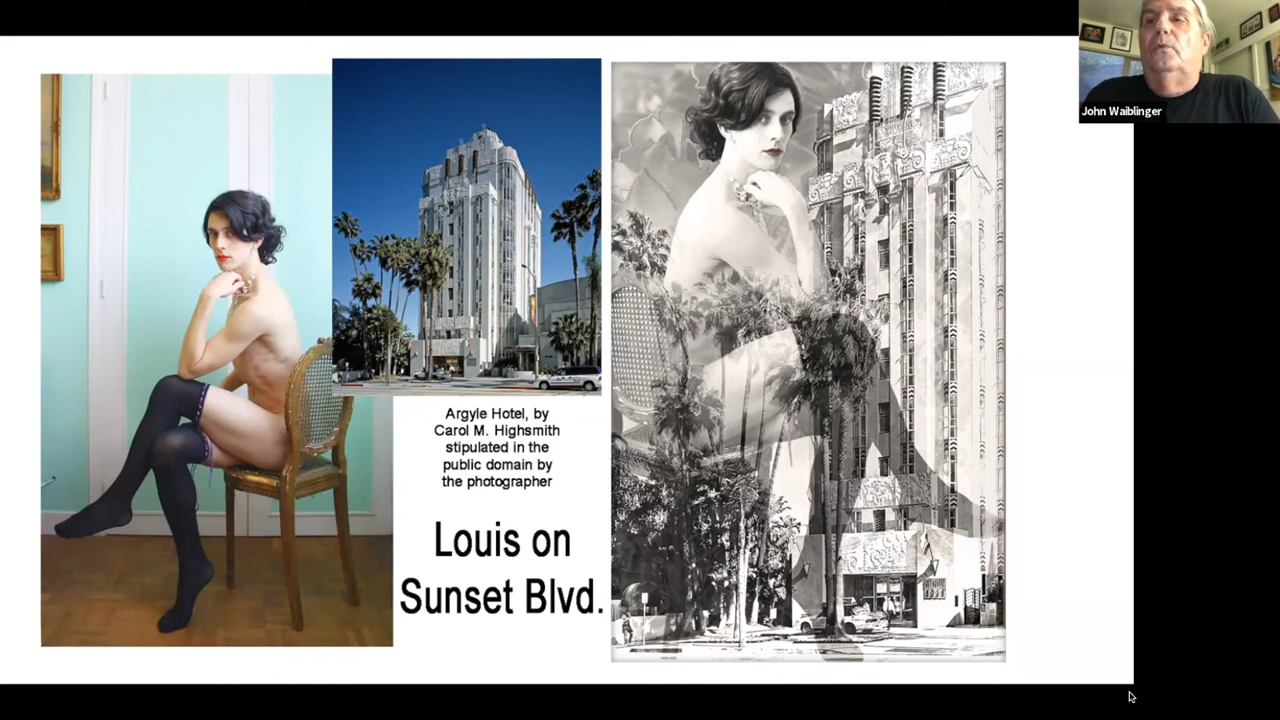 John Waiblinger
Argyle Hotel, by
Carol M. Highsmith
stipulated in the
public domain by
the photographer
Louis on
Sunset Blvd.